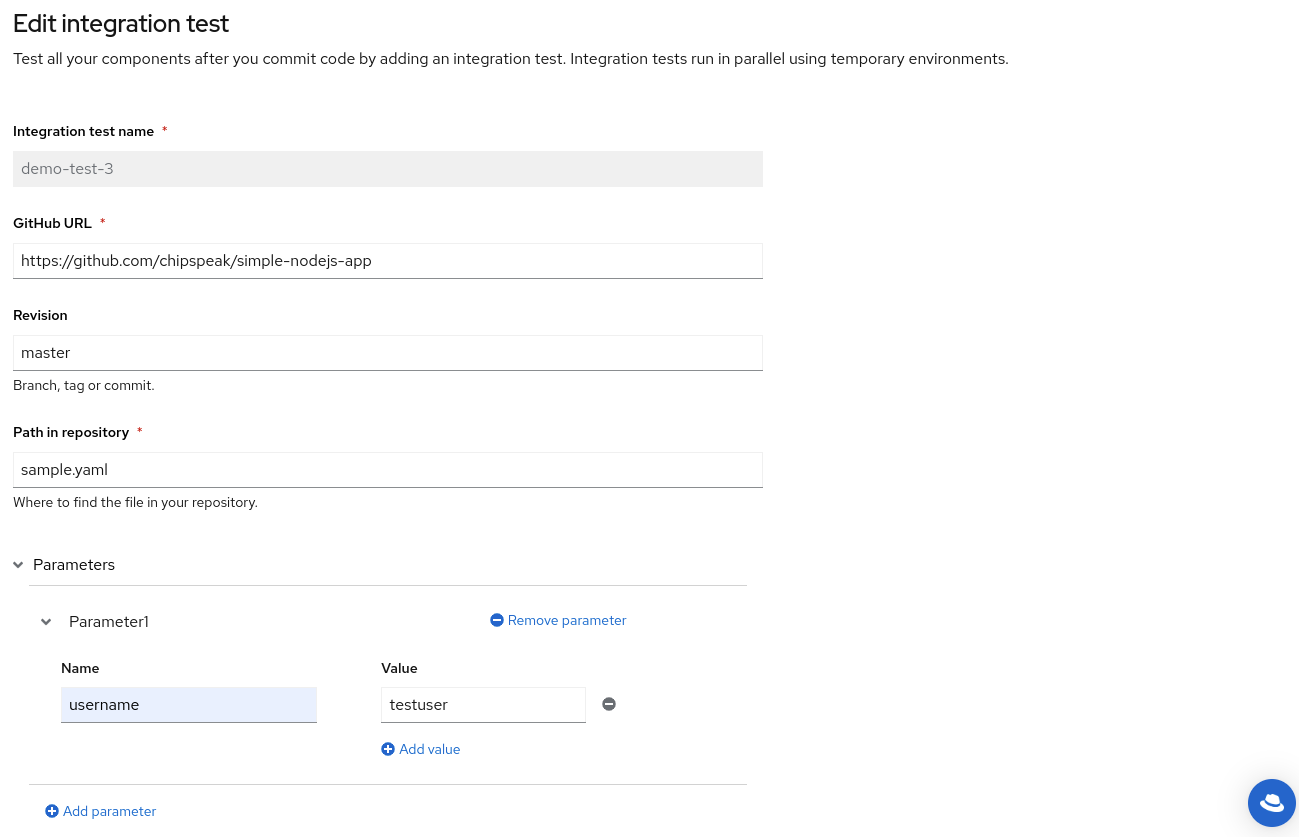 Edit integration test
Test all your components after you commit code by adding an integration test. Integration tests run in parallel using temporary environments.
Integration test name *
demo-test-3
GitHub URL *
https://github.com/chipspeak/simple-nodejs-app
Revision
master
Branch, tag or commit.
Path in repository *
sample.yaml
Where to find the file in your repository.
Parameters
Parameter1
Remove parameter
Name
Value
username
testuser
Add value
Add parameter